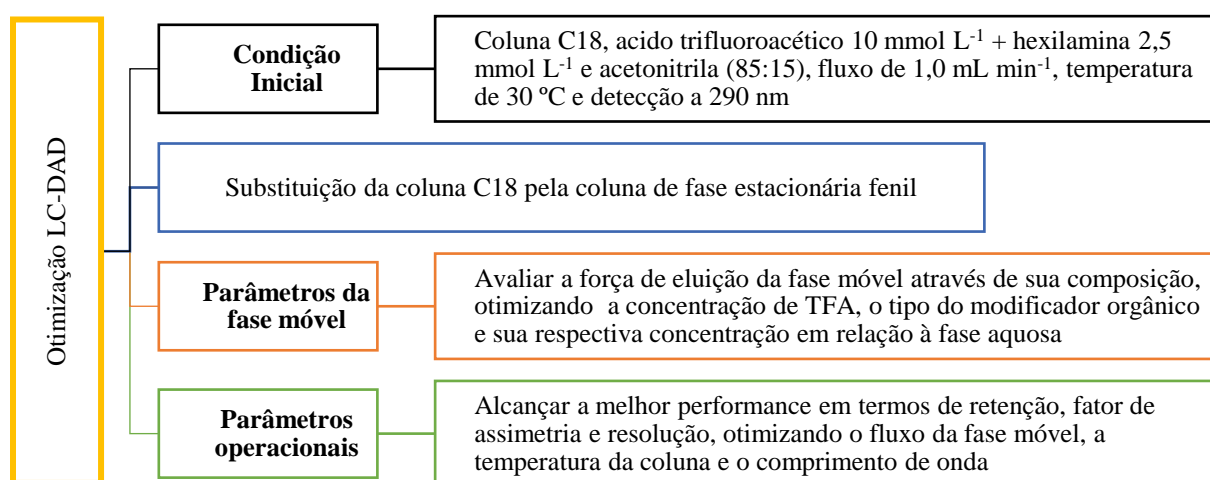 Otimização LC-DAD
Condição
Inicial
Coluna C18, acido trifluoroacético 10 mmol L⁻¹ + hexilamina 2,5
mmol L⁻¹ e acetonitrila (85:15), fluxo de 1,0 mL min⁻¹, temperatura
de 30 ºC e detecção a 290 nm
Substituição da coluna C18 pela coluna de fase estacionária fenil
Parâmetros da
fase móvel
Avaliar a força de eluição da fase móvel através de sua composição,
otimizando a concentração de TFA, o tipo do modificador orgânico
e sua respectiva concentração em relação à fase aquosa
Parâmetros
operacionais
Alcançar a melhor performance em termos de retenção, fator de
assimetria e resolução, otimizando o fluxo da fase móvel, a
temperatura da coluna e o comprimento de onda